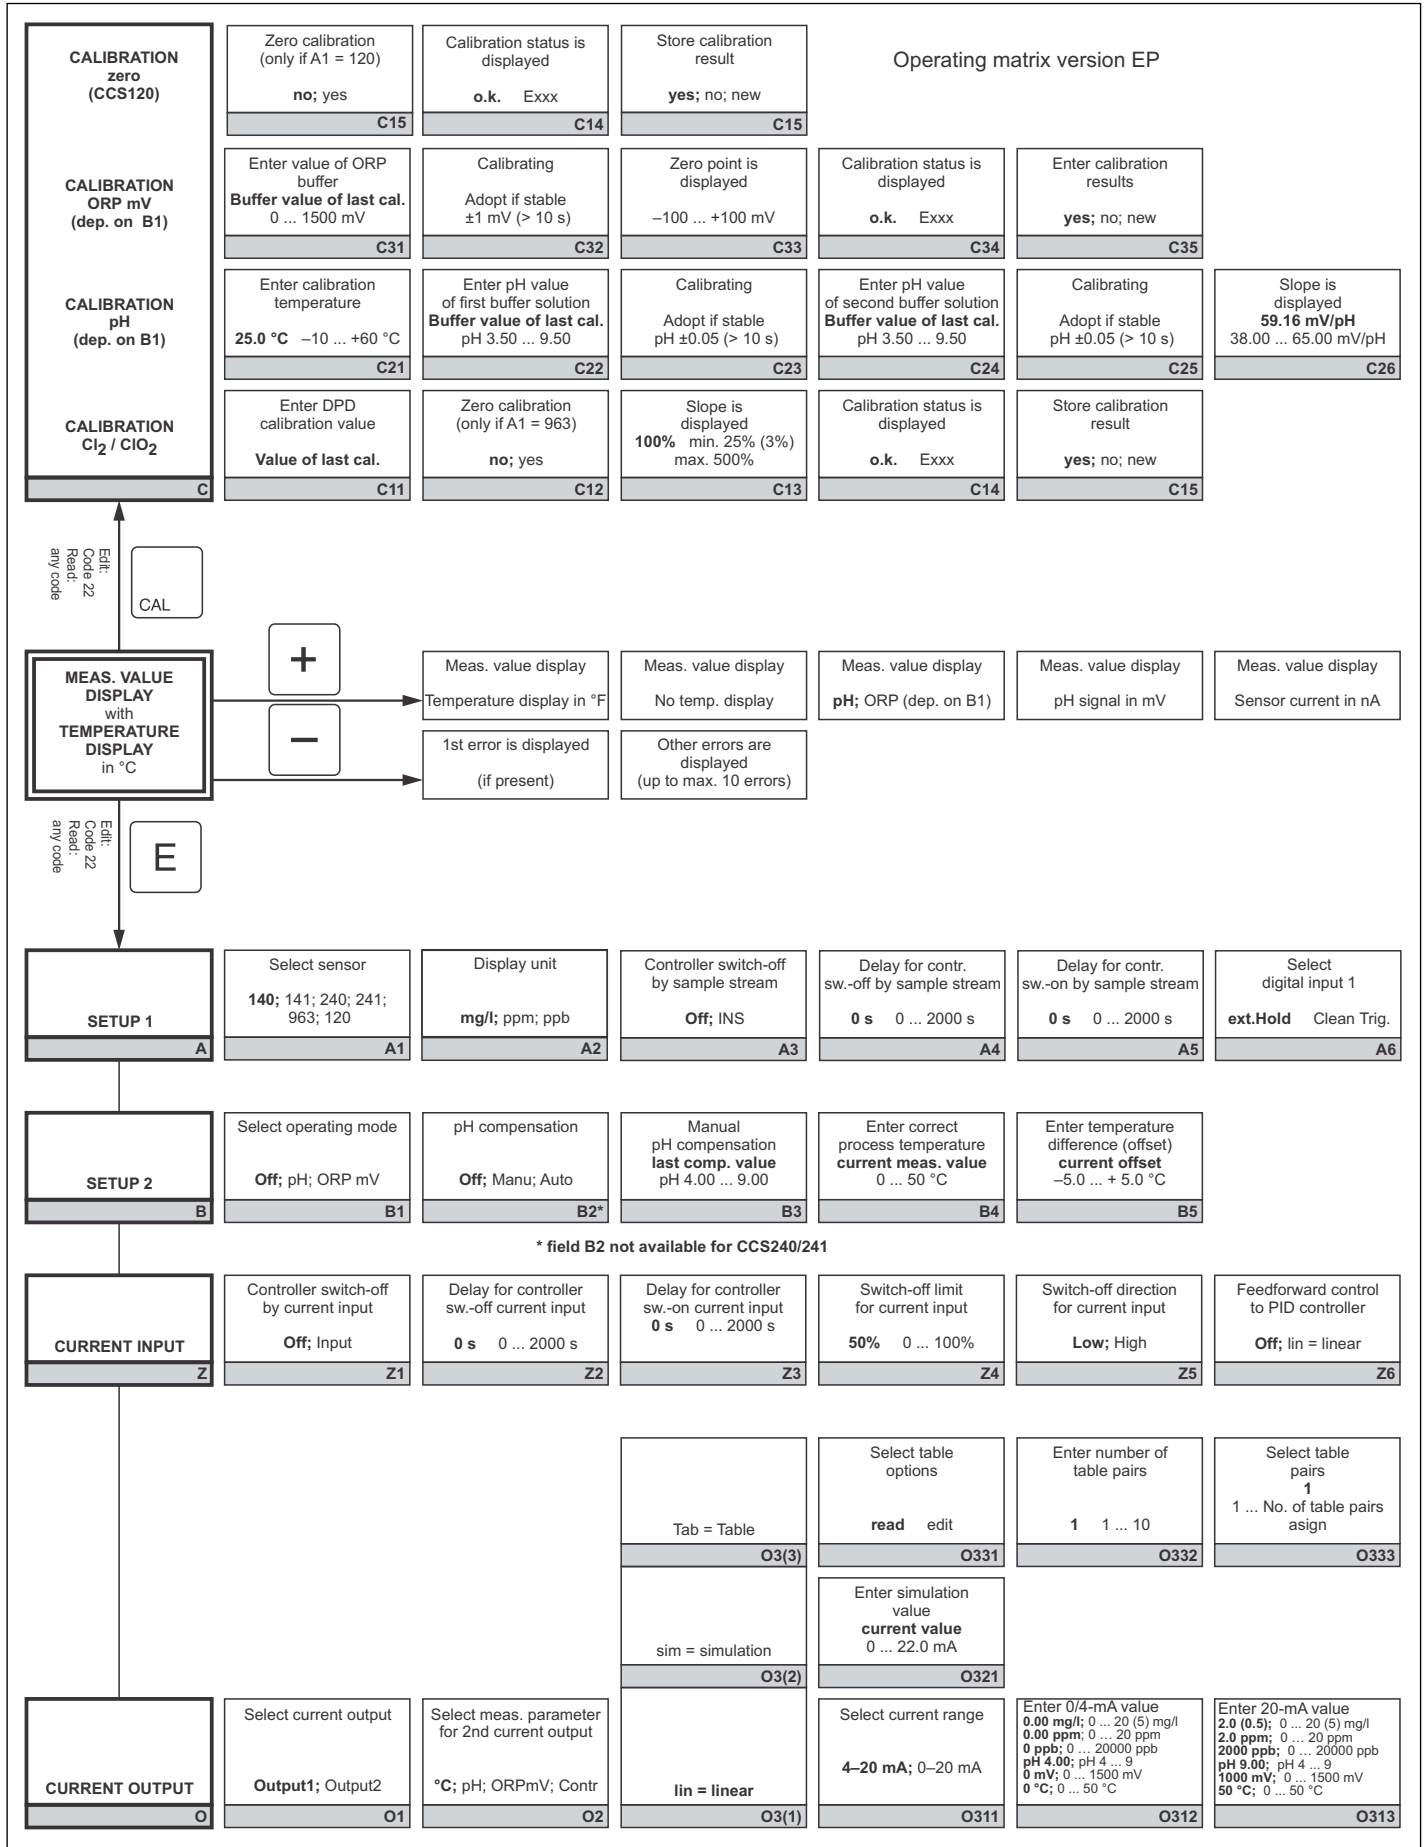 Operating matrix version EP
CALIBRATION
zero
(CCS120)
Zero calibration
(only if A1 = 120)
no; yes
C15
Calibration status is
displayed
o.k. Exxx
C14
Store calibration
result
yes; no; new
C15
CALIBRATION
ORP mV
(dep. on B1)
Enter value of ORP
buffer
Buffer value of last cal.
0 ... 1500 mV
C31
Calibrating
Adopt if stable
±1 mV (> 10 s)
C32
Zero point is
displayed
–100 ... +100 mV
C33
Calibration status is
displayed
o.k. Exxx
C34
Enter calibration
results
yes; no; new
C35
CALIBRATION
pH
(dep. on B1)
Enter calibration
temperature
25.0 °C –10 ... +60 °C
C21
Enter pH value
of first buffer solution
Buffer value of last cal.
pH 3.50 ... 9.50
C22
Calibrating
Adopt if stable
pH ±0.05 (> 10 s)
C23
Enter pH value
of second buffer solution
Buffer value of last cal.
pH 3.50 ... 9.50
C24
Calibrating
Adopt if stable
pH ±0.05 (> 10 s)
C25
Slope is
displayed
59.16 mV/pH
38.00 ... 65.00 mV/pH
C26
CALIBRATION
Cl2 / ClO2
C
Enter DPD
calibration value
Value of last cal.
C11
Zero calibration
(only if A1 = 963)
no; yes
C12
Slope is
displayed
100% min. 25% (3%)
max. 500%
C13
Calibration status is
displayed
o.k. Exxx
C14
Store calibration
result
yes; no; new
C15
Edit:
Code 22
Read:
any code
CAL
MEAS. VALUE
DISPLAY
with
TEMPERATURE
DISPLAY
in °C
+
–
Meas. value display
Temperature display in °F
Meas. value display
No temp. display
Meas. value display
pH; ORP (dep. on B1)
Meas. value display
pH signal in mV
Meas. value display
Sensor current in nA
1st error is displayed
(if present)
Other errors are
displayed
(up to max. 10 errors)
Edit:
Code 22
Read:
any code
E
SETUP 1
A
Select sensor
140; 141; 240; 241;
963; 120
A1
Display unit
mg/l; ppm; ppb
A2
Controller switch-off
by sample stream
Off; INS
A3
Delay for contr.
sw.-off by sample stream
0 s 0 ... 2000 s
A4
Delay for contr.
sw.-on by sample stream
0 s 0 ... 2000 s
A5
Select
digital input 1
ext.Hold Clean Trig.
A6
SETUP 2
B
Select operating mode
Off; pH; ORP mV
B1
pH compensation
Off; Manu; Auto
B2*
Manual
pH compensation
last comp. value
pH 4.00 ... 9.00
B3
Enter correct
process temperature
current meas. value
0 ... 50 °C
B4
Enter temperature
difference (offset)
current offset
–5.0 ... + 5.0 °C
B5
* field B2 not available for CCS240/241
CURRENT INPUT
Z
Controller switch-off
by current input
Off; Input
Z1
Delay for controller
sw.-off current input
0 s 0 ... 2000 s
Z2
Delay for controller
sw.-on current input
0 s 0 ... 2000 s
Z3
Switch-off limit
for current input
50% 0 ... 100%
Z4
Switch-off direction
for current input
Low; High
Z5
Feedforward control
to PID controller
Off; lin = linear
Z6
Tab = Table
O3(3)
Select table
options
read edit
O331
Enter number of
table pairs
1 1 ... 10
O332
Select table
pairs
1
1 ... No. of table pairs
asign
O333
sim = simulation
O3(2)
Enter simulation
value
current value
0 ... 22.0 mA
O321
CURRENT OUTPUT
O
Select current output
Output1; Output2
O1
Select meas. parameter
for 2nd current output
°C; pH; ORPmV; Contr
O2
lin = linear
O3(1)
Select current range
4–20 mA; 0–20 mA
O311
Enter 0/4-mA value
0.00 mg/l; 0 ... 20 (5) mg/l
0.00 ppm; 0 ... 20 ppm
0 ppb; 0 ... 20000 ppb
pH 4.00; pH 4 ... 9
0 mV; 0 ... 1500 mV
0 °C; 0 ... 50 °C
O312
Enter 20-mA value
2.0 (0.5); 0 ... 20 (5) mg/l
2.0 ppm; 0 ... 20 ppm
2000 ppb; 0 ... 20000 ppb
pH 9.00; pH 4 ... 9
1000 mV; 0 ... 1500 mV
50 °C; 0 ... 50 °C
O313